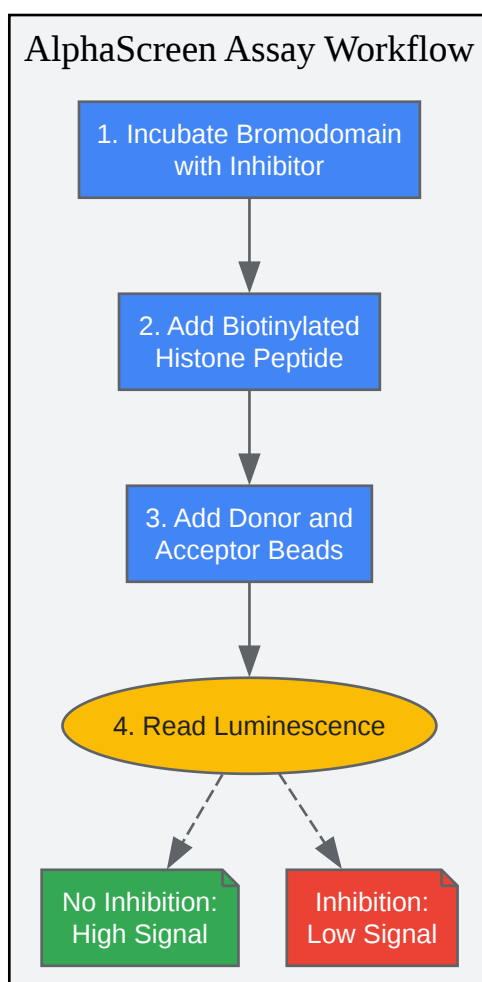 AlphaScreen Assay Workflow
1. Incubate Bromodomain
with Inhibitor
2. Add Biotinylated
Histone Peptide
3. Add Donor and
Acceptor Beads
4. Read Luminescence
No Inhibition:
High Signal
Inhibition:
Low Signal